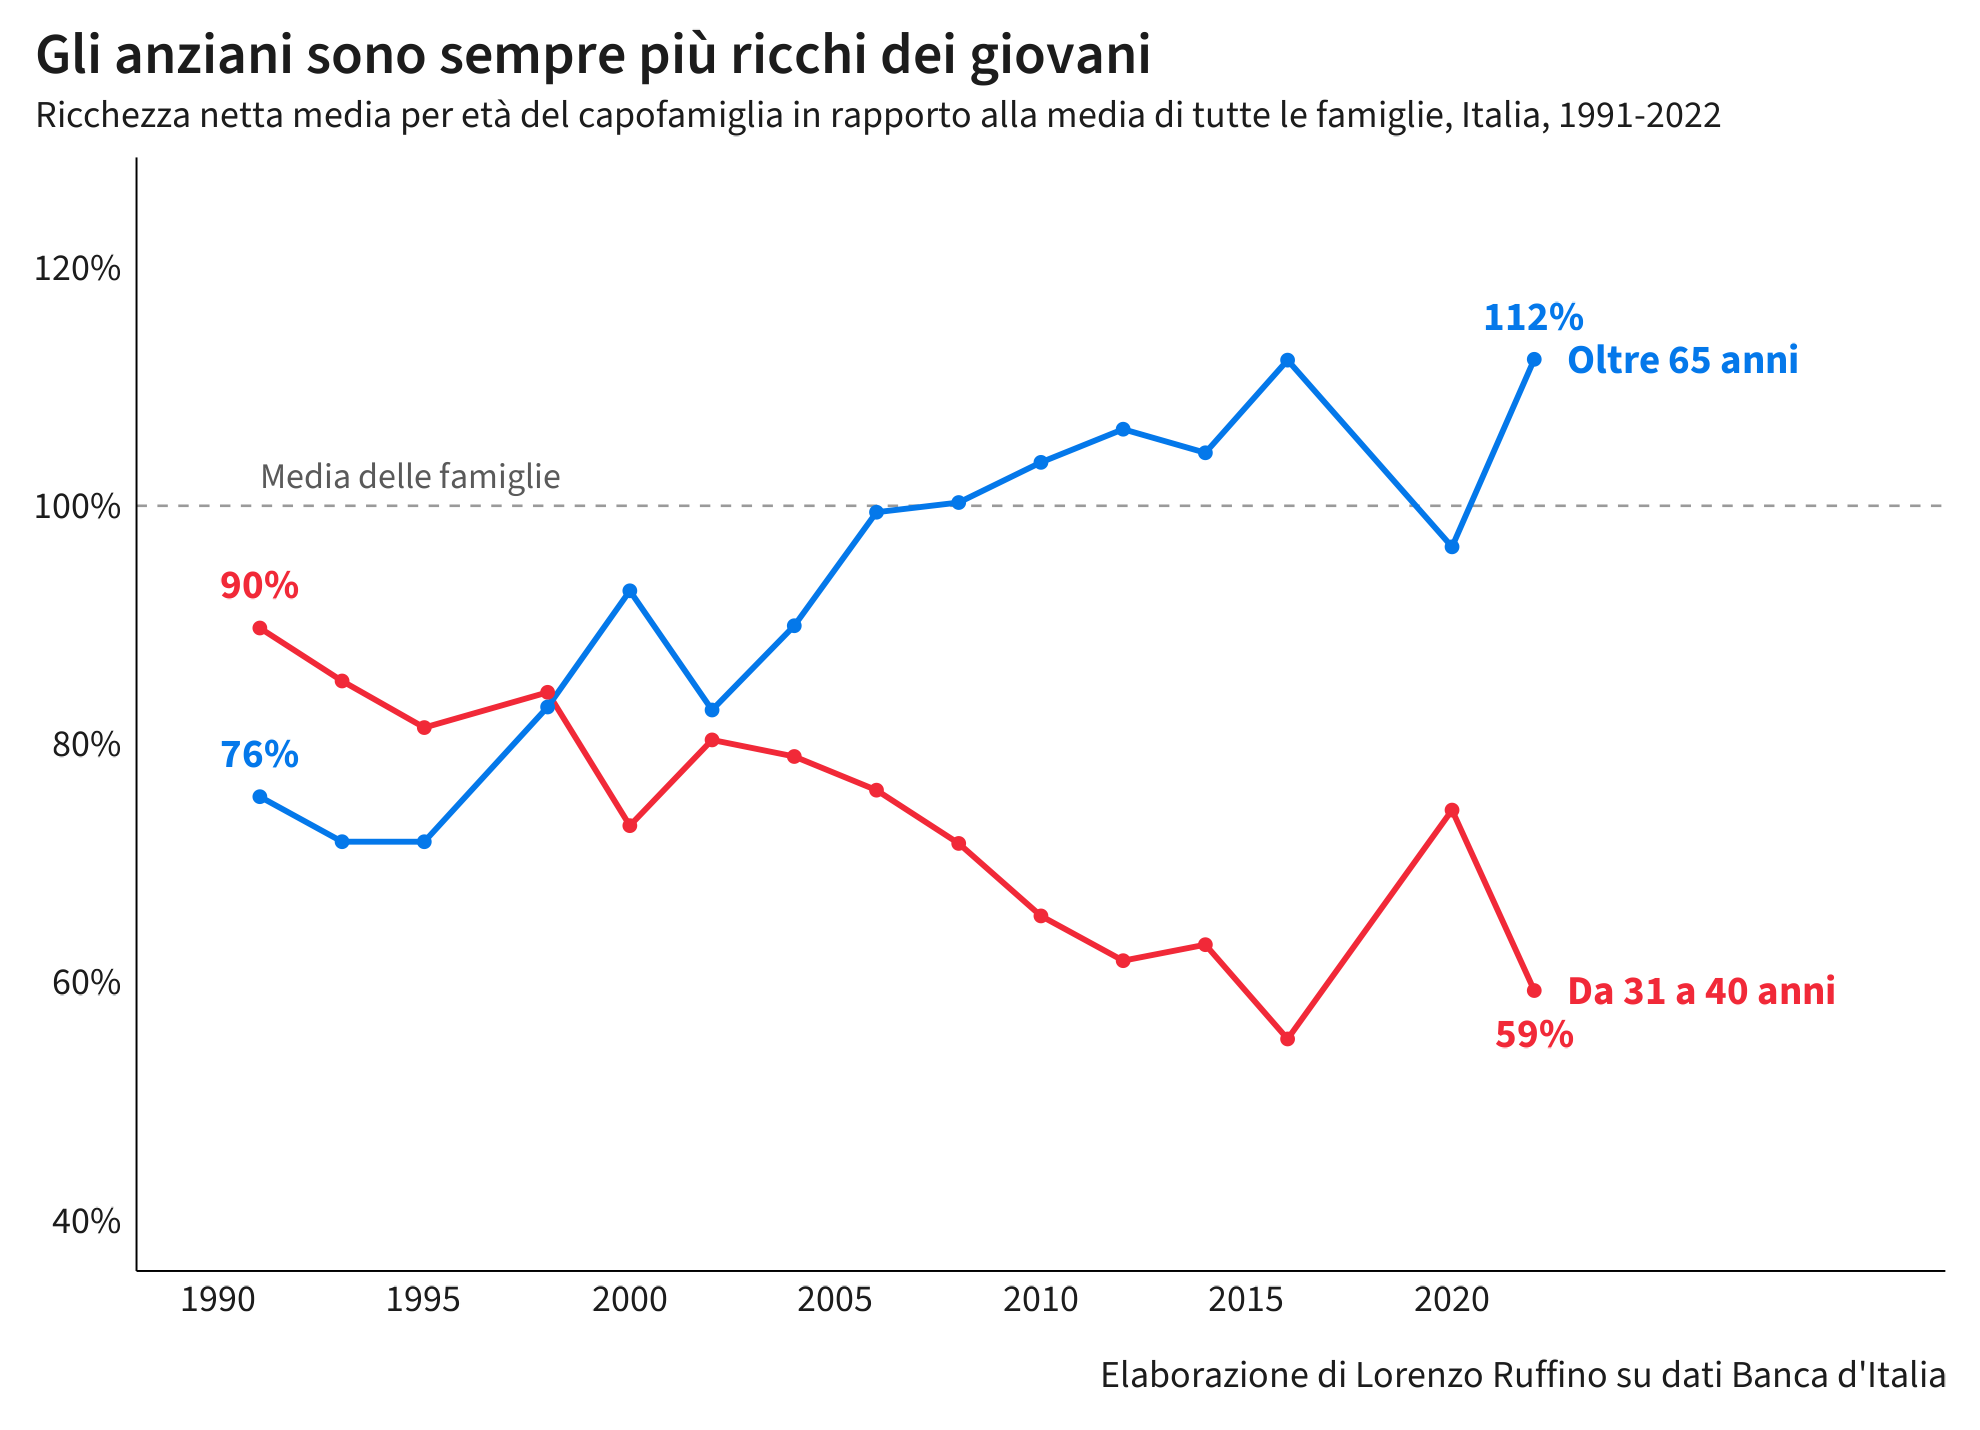 Gli anziani sono sempre più ricchi dei giovani
Ricchezza netta media per età del capofamiglia in rapporto alla media di tutte le famiglie, Italia, 1991-2022
120%
112%
Oltre 65 anni
Media delle famiglie
100%
90%
80%
76%
60%
Da 31 a 40 anni
59%
40%
1990 1995 2000 2005 2010 2015 2020
Elaborazione di Lorenzo Ruffino su dati Banca d'Italia